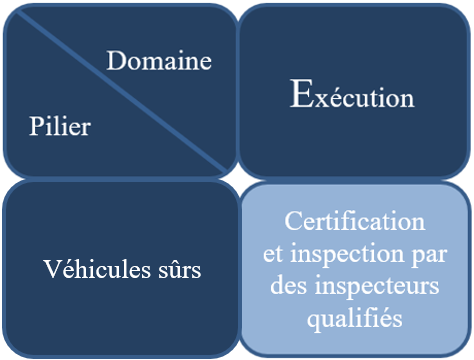 Domaine
Pilier
Exécution
Véhicules sûrs
Certification
et inspection par
des inspecteurs
qualifiés